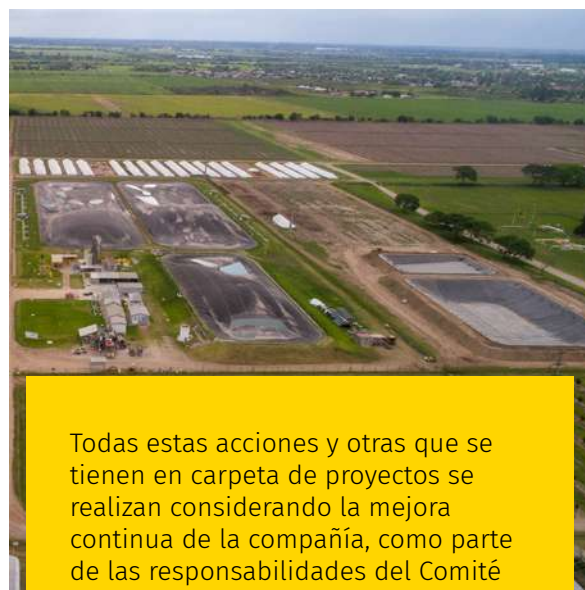 Todas estas acciones y otras que se
tienen en carpeta de proyectos se
realizan considerando la mejora
continua de la compañía, como parte
de las responsabilidades del Comité